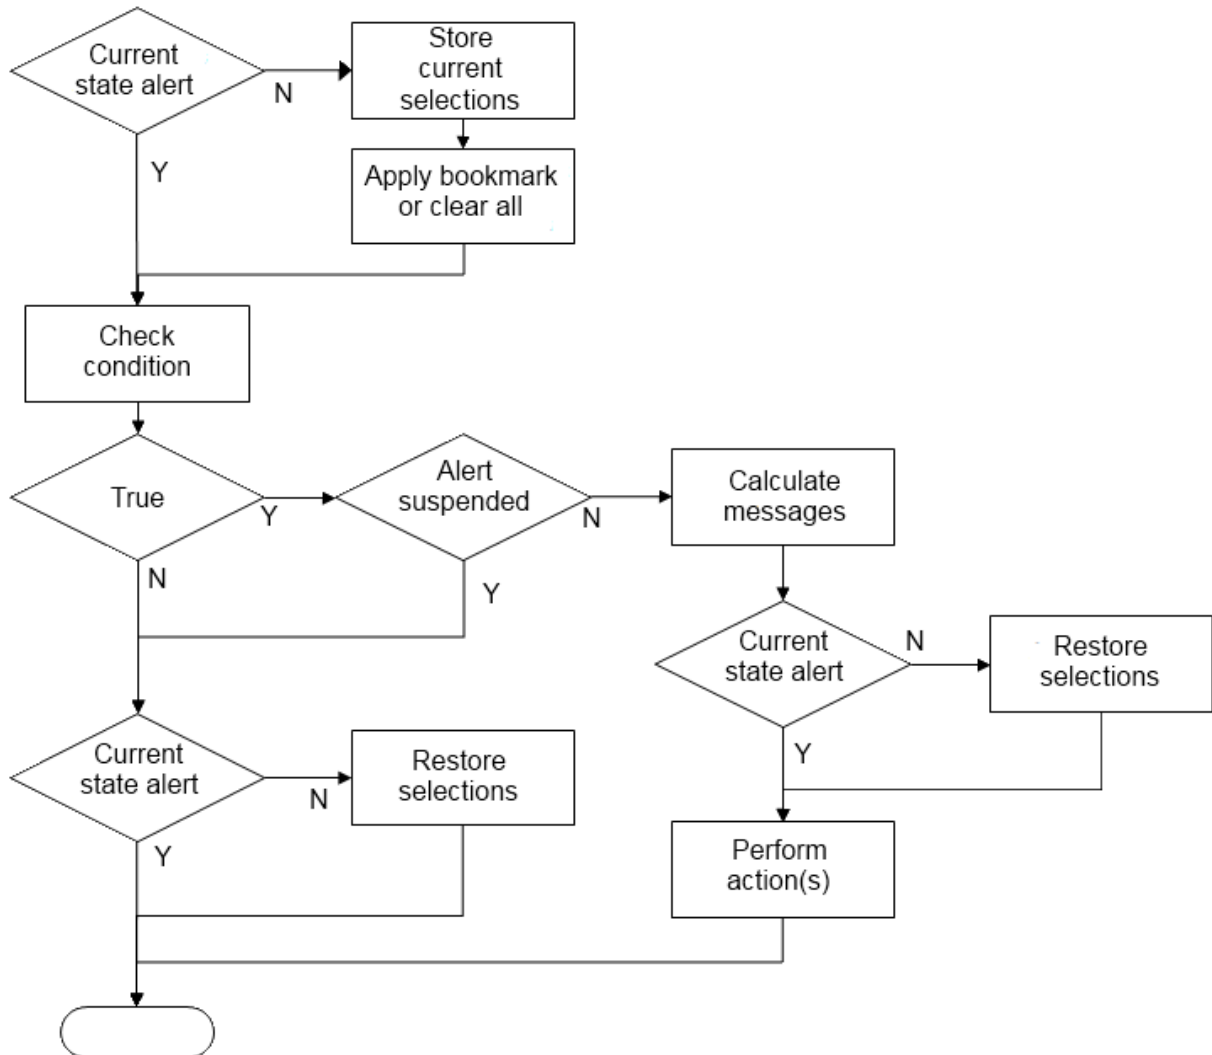 Current
state alert
N
Y
Store
current
selections
Apply bookmark
or clear all
Check
condition
True
Y
N
Alert
suspended
N
Y
Calculate
messages
Current
state alert
N
Y
Restore
selections
Current
state alert
N
Y
Restore
selections
Perform
action(s)